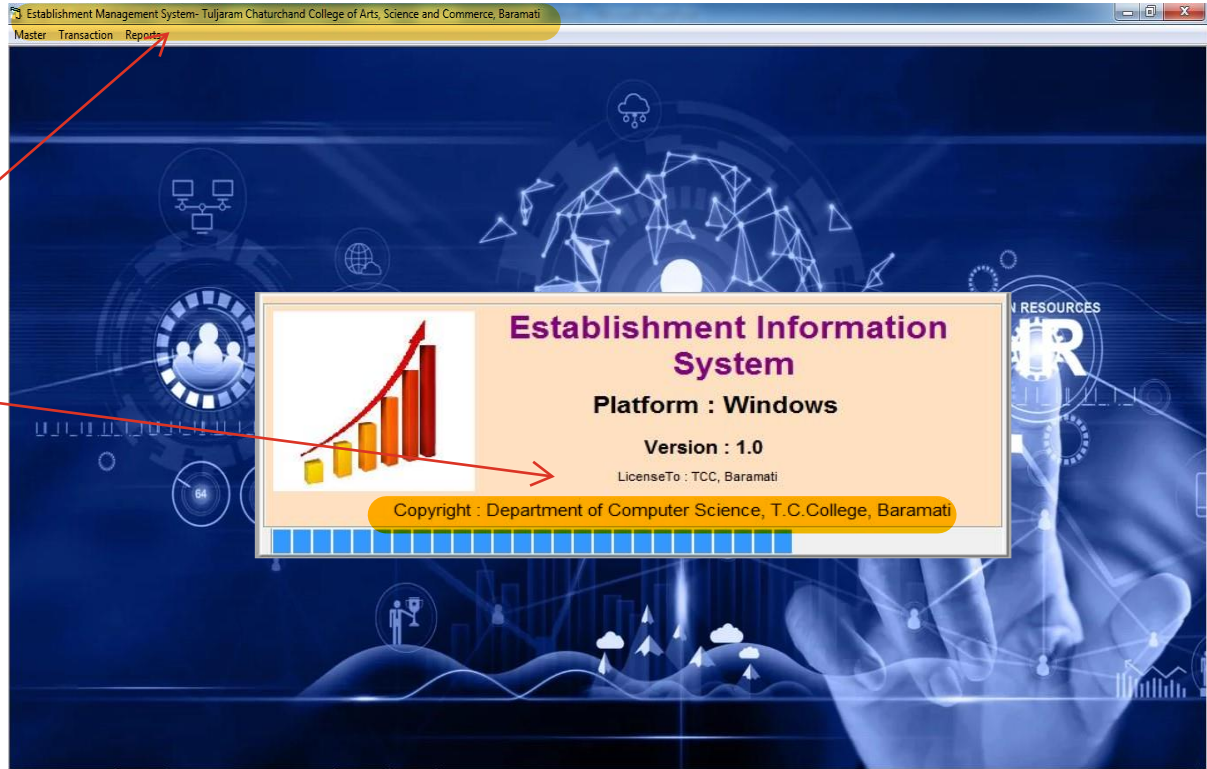 Establishment Management System- Tuljaram Chaturchand College of Arts, Science and Commerce, Baramati
Master Transaction Reports
N RESOURCES
HR
Establishment Information
System
Platform : Windows
Version : 1.0
LicenseTo : TCC, Baramati
64
Copyright : Department of Computer Science, T.C.College, Baramati